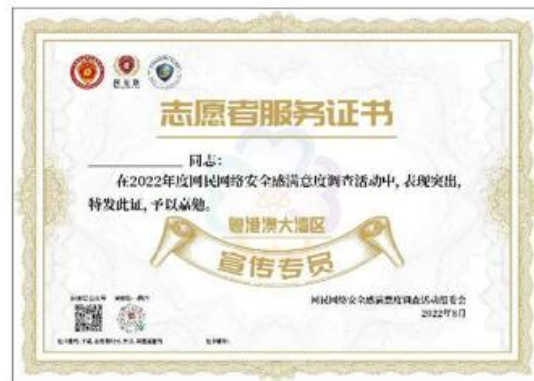 志愿者服务证书
同志：
在2022年度网民网络安全感满意度调查活动中，表现突出，
特发此证，予以嘉勉。
粤港澳大湾区
宣传专员
网民网络安全感满意度调查活动组委会
2022年8月